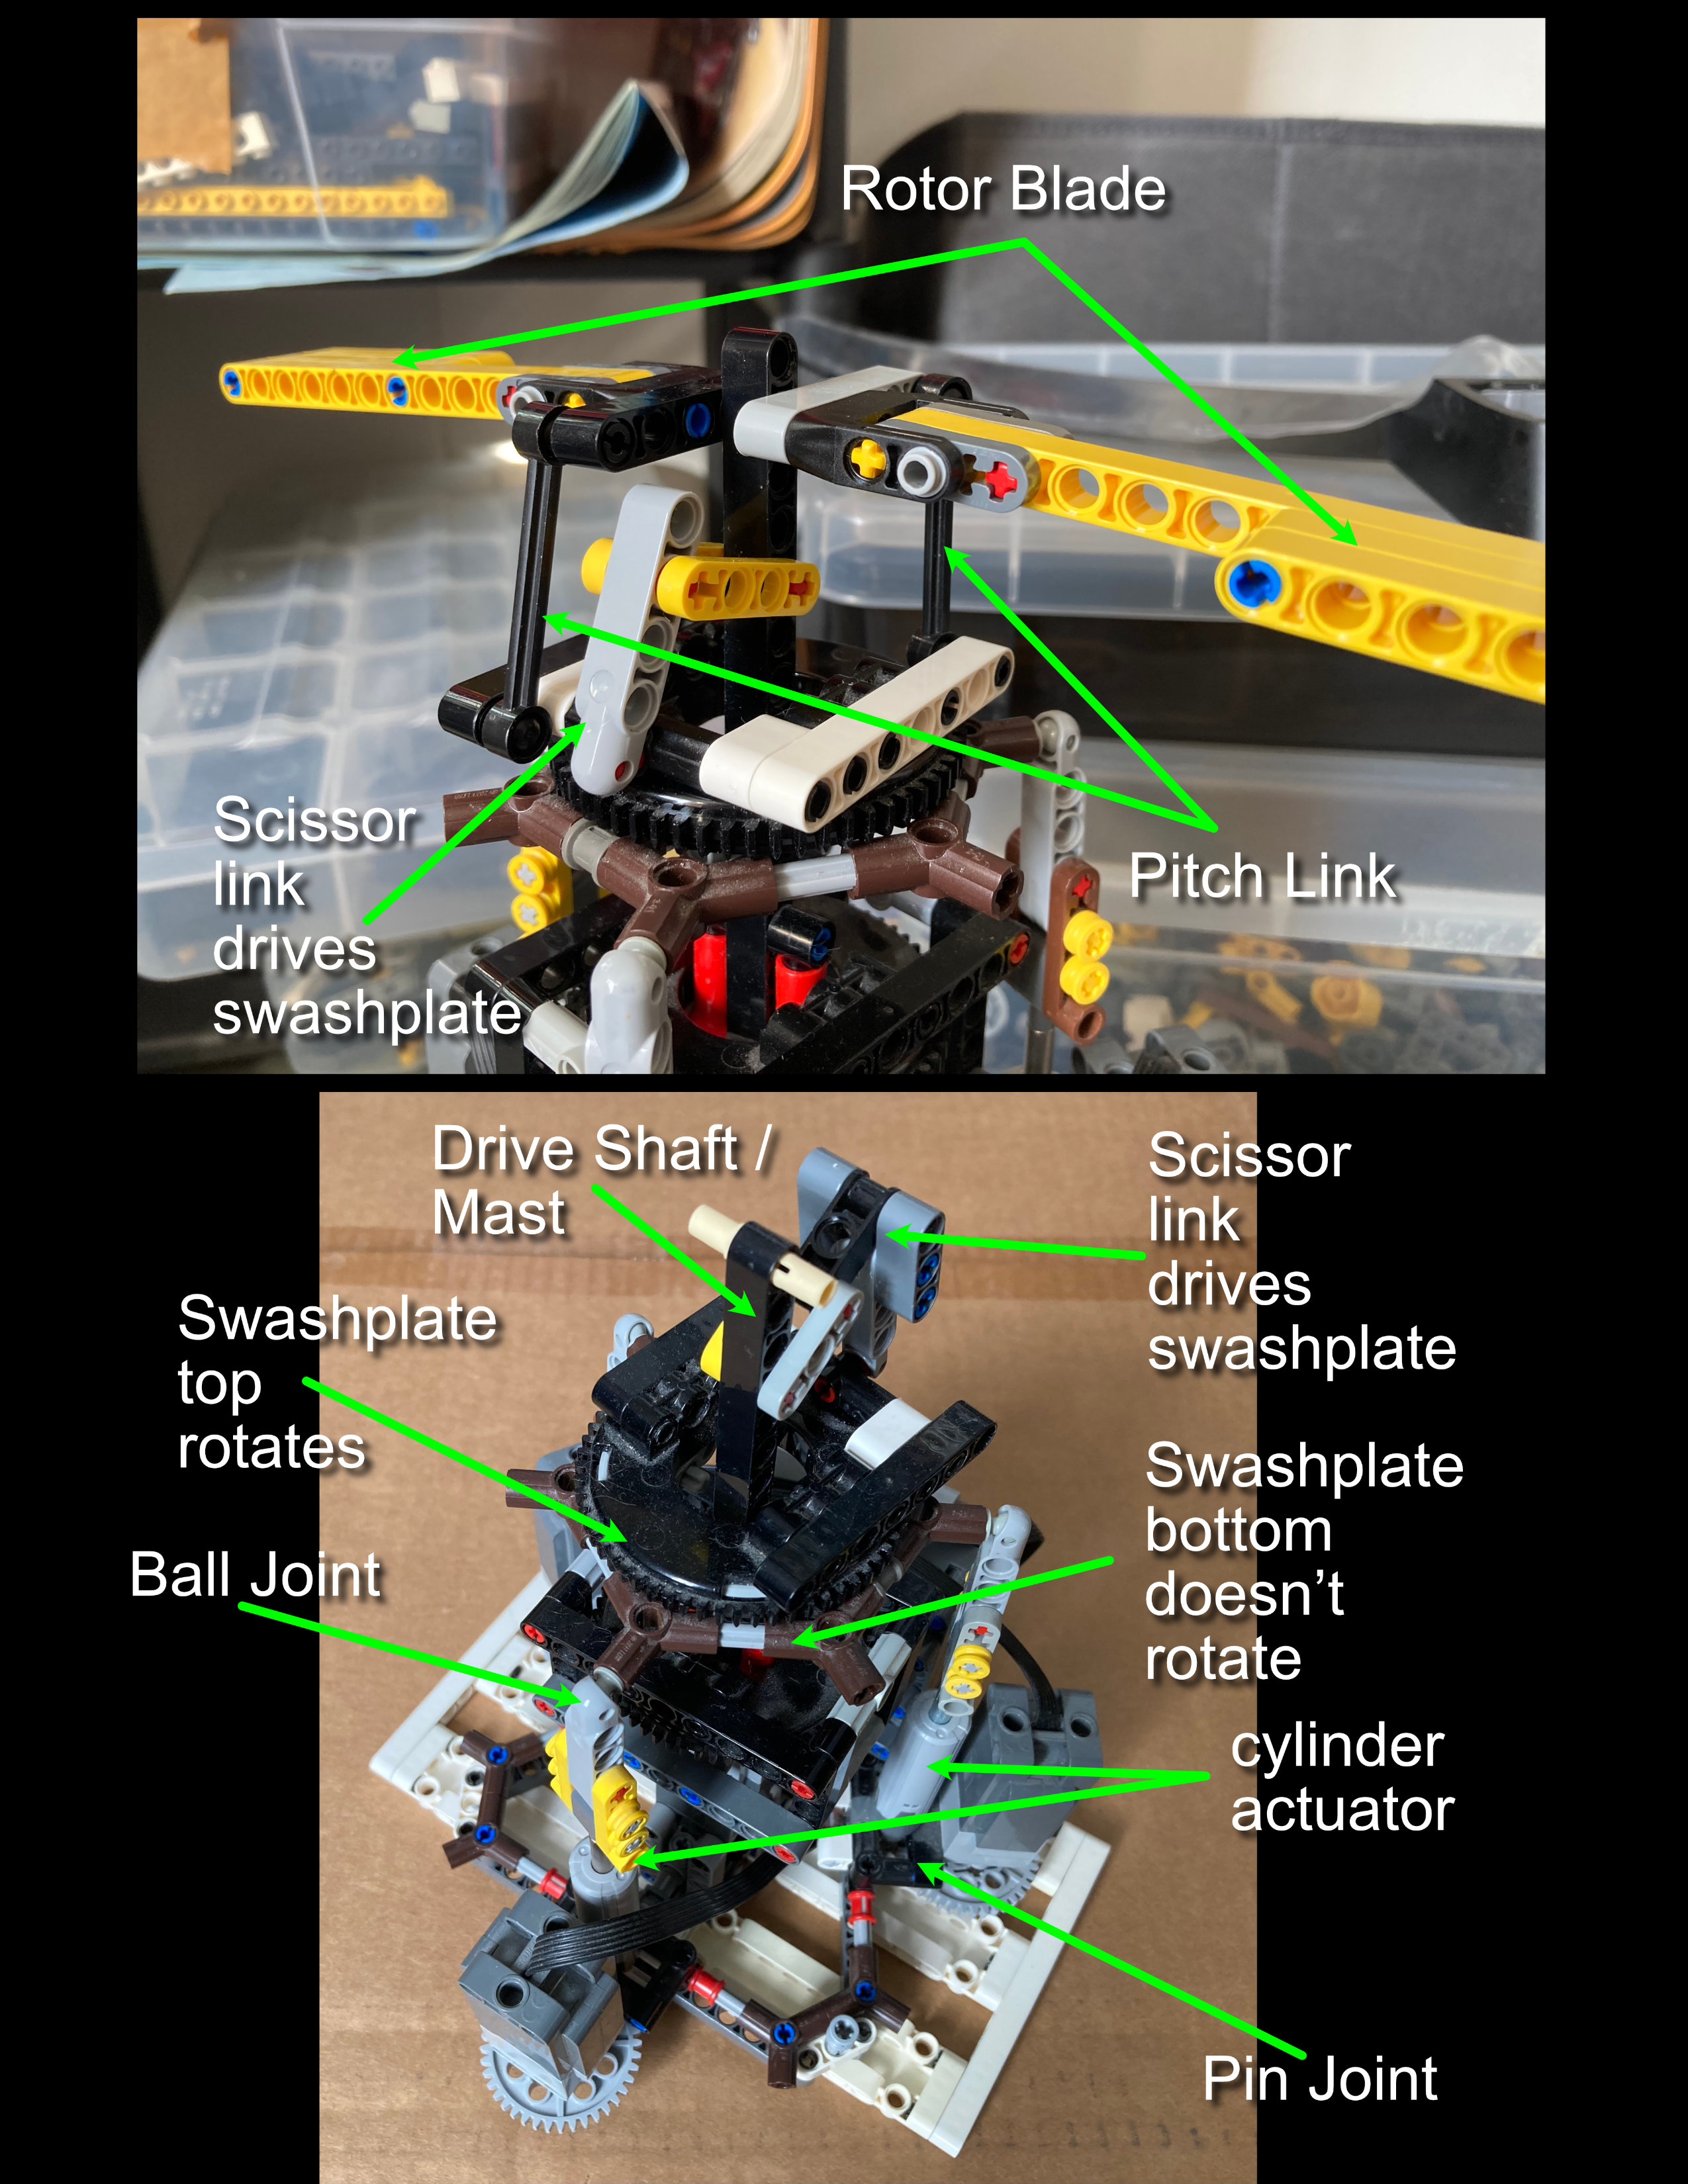 Rotor Blade
Scissor
link
drives
swashplate
Pitch Link
Drive Shaft /
Mast
Scissor
link
drives
swashplate
Swashplate
top
rotates
Swashplate
bottom
doesn’t
rotate
Ball Joint
cylinder
actuator
Pin Joint